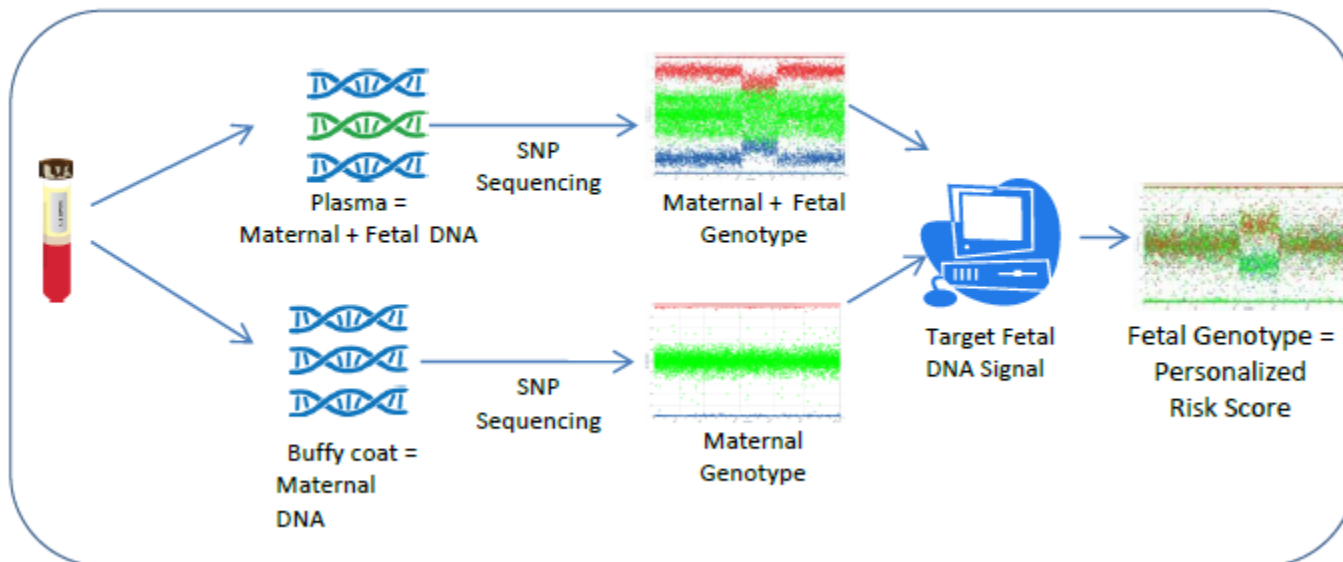 SNP
Sequencing
Plasma =
Maternal + Fetal DNA
Maternal + Fetal
Genotype
SNP
Sequencing
Buffy coat =
Maternal
DNA
Maternal
Genotype
Target Fetal
DNA Signal
Fetal Genotype =
Personalized
Risk Score